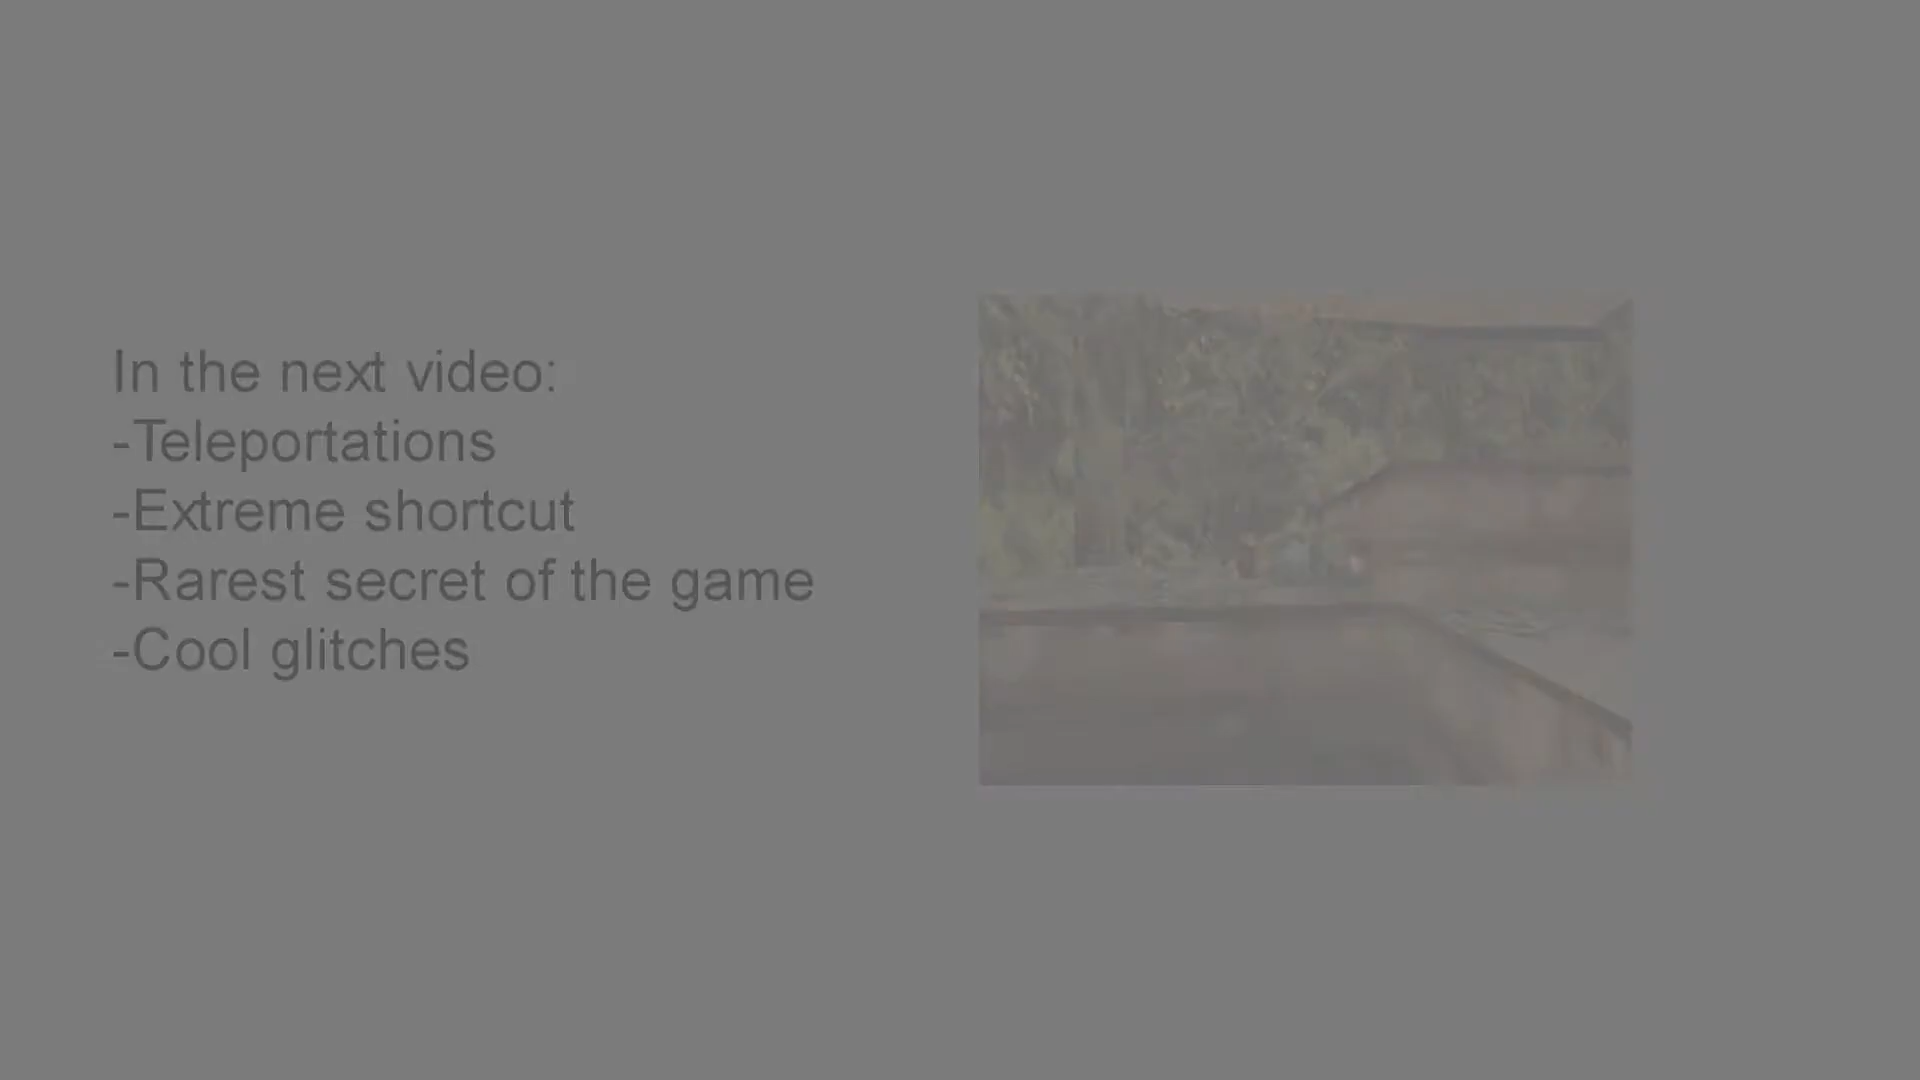 In the next video:
-Teleportations
-Extreme shortcut
-Rarest secret of the game
-Cool glitches